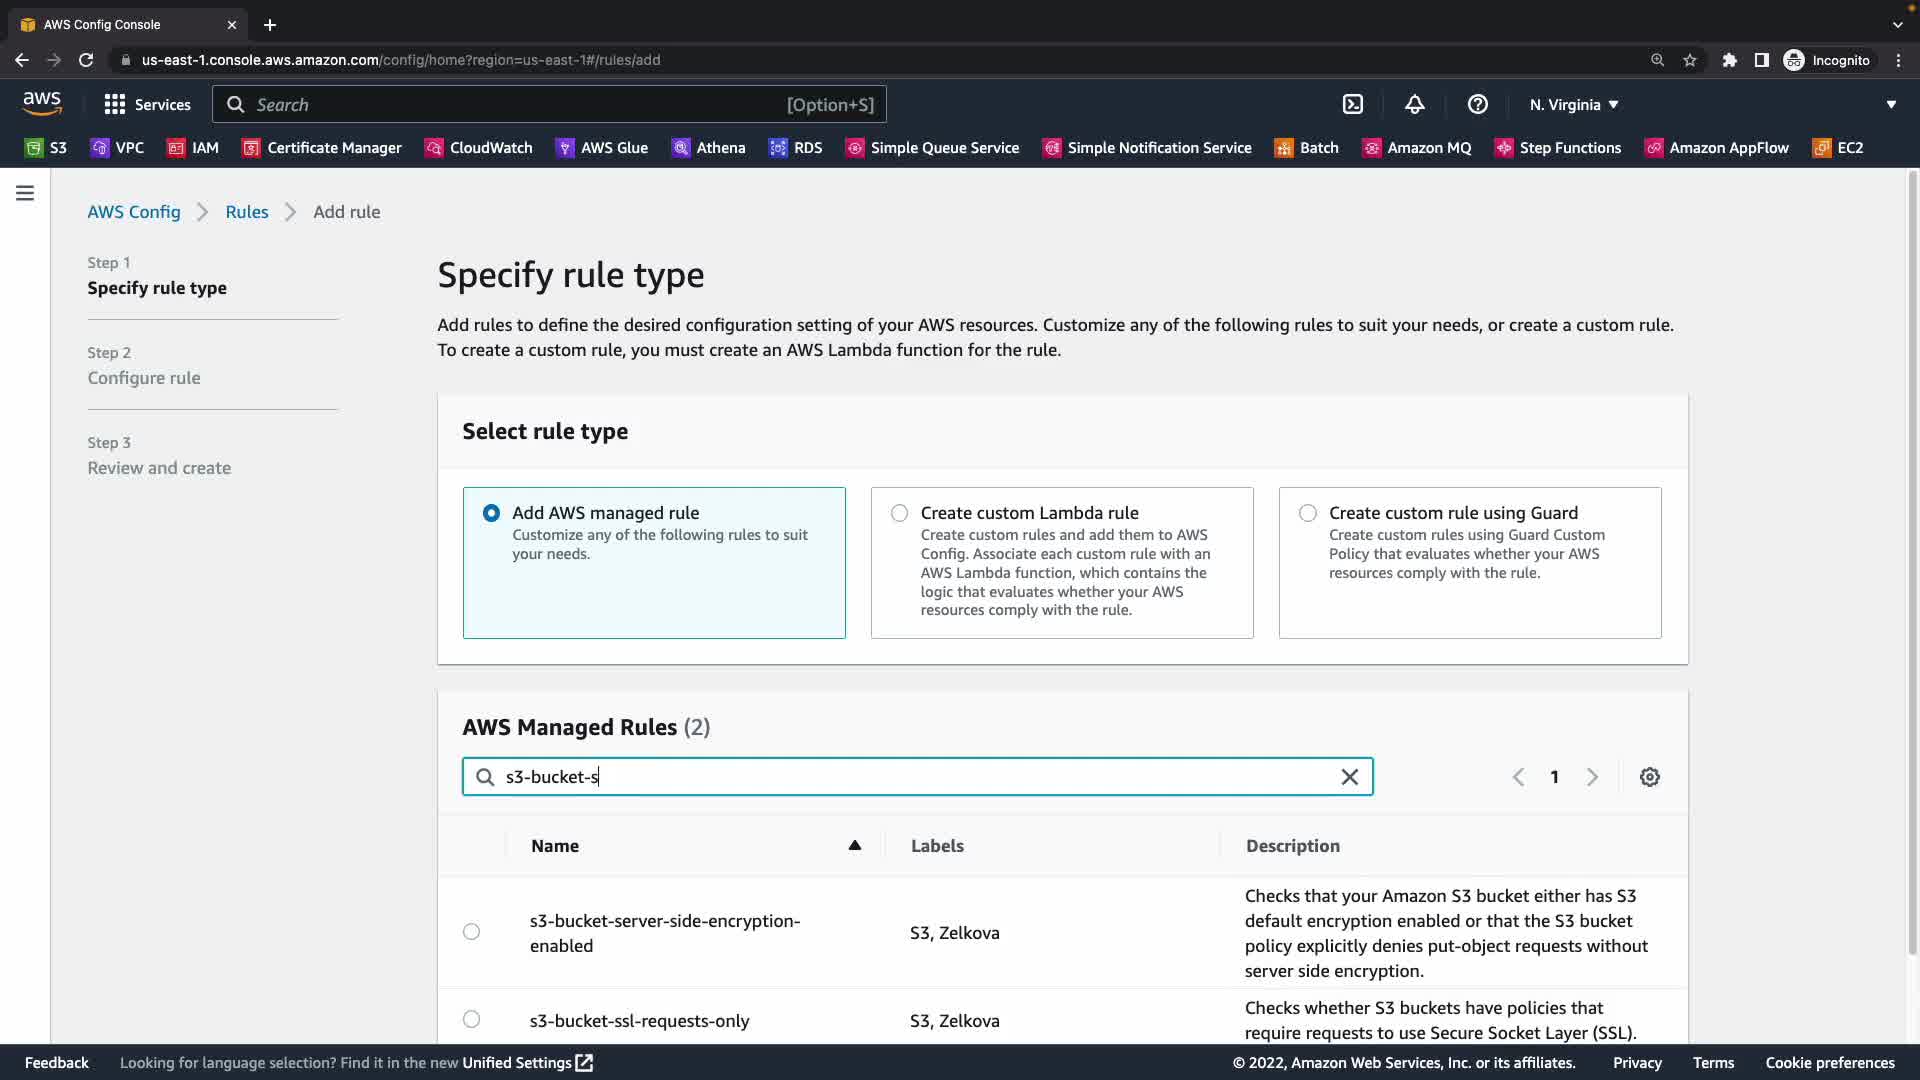 AWS Config Console
us-east-1.console.aws.amazon.com/config/home?region=us-east-1#/rules/add
Incognito
aws
Services
Search
[Option+S]
N. Virginia
S3
VPC
IAM
Certificate Manager
CloudWatch
AWS Glue
Athena
RDS
Simple Queue Service
Simple Notification Service
Batch
Amazon MQ
Step Functions
Amazon AppFlow
EC2
AWS Config
Rules
Add rule
Step 1
Specify rule type
Step 2
Configure rule
Step 3
Review and create
Specify rule type
Add rules to define the desired configuration setting of your AWS resources. Customize any of the following rules to suit your needs, or create a custom rule.
To create a custom rule, you must create an AWS Lambda function for the rule.
Select rule type
Add AWS managed rule
Customize any of the following rules to suit
your needs.
Create custom Lambda rule
Create custom rules and add them to AWS
Config. Associate each custom rule with an
AWS Lambda function, which contains the
logic that evaluates whether your AWS
resources comply with the rule.
Create custom rule using Guard
Create custom rules using Guard Custom
Policy that evaluates whether your AWS
resources comply with the rule.
AWS Managed Rules (2)
s3-bucket-s
1
Name
Labels
Description
s3-bucket-server-side-encryption-
enabled
S3, Zelkova
Checks that your Amazon S3 bucket either has S3
default encryption enabled or that the S3 bucket
policy explicitly denies put-object requests without
server side encryption.
s3-bucket-ssl-requests-only
S3, Zelkova
Checks whether S3 buckets have policies that
require requests to use Secure Socket Layer (SSL).
Feedback
Looking for language selection? Find it in the new Unified Settings
© 2022, Amazon Web Services, Inc. or its affiliates.
Privacy
Terms
Cookie preferences